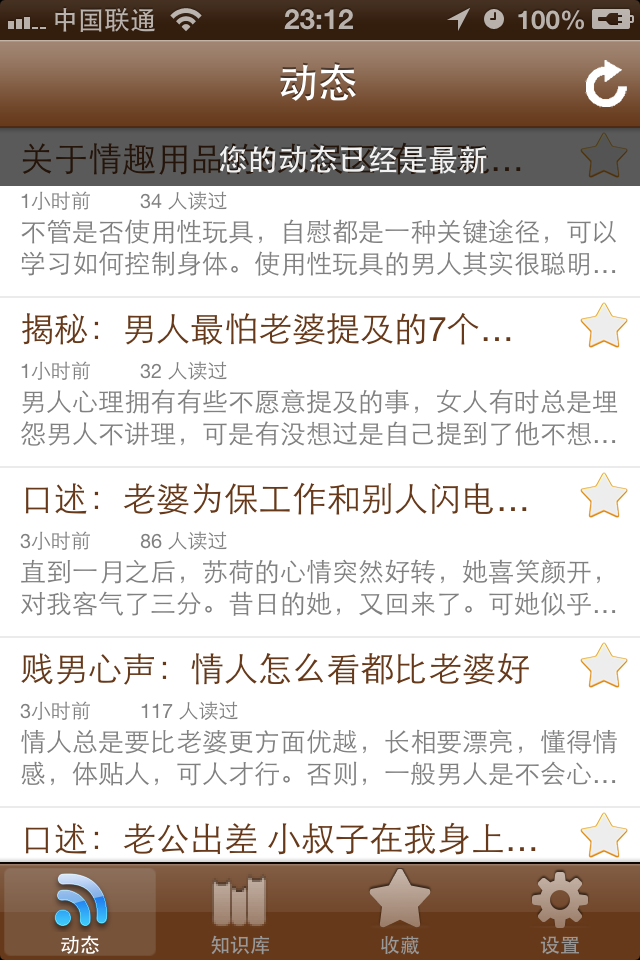 中国联通 23:12 100%
动态
关于情趣用品
您的动态已经是最新
1小时前 34 人读过
不管是否使用性玩具，自慰都是一种关键途径，可以
学习如何控制身体。使用性玩具的男人其实很聪明…
揭秘：男人最怕老婆提及的7个…
1小时前 32 人读过
男人心理拥有有些不愿意提及的事，女人有时总是埋
怨男人不讲理，可是有没想过是自己提到了他不想…
口述：老婆为保工作和别人闪电…
3小时前 86 人读过
直到一月之后，苏荷的心情突然好转，她喜笑颜开，
对我客气了三分。昔日的她，又回来了。可她似乎…
贱男心声：情人怎么看都比老婆好
3小时前 117 人读过
情人总是要比老婆更方面优越，长相要漂亮，懂得情
感，体贴人，可人才行。否则，一般男人是不会心…
口述：老公出差 小叔子在我身上…
动态 知识库 收藏 设置